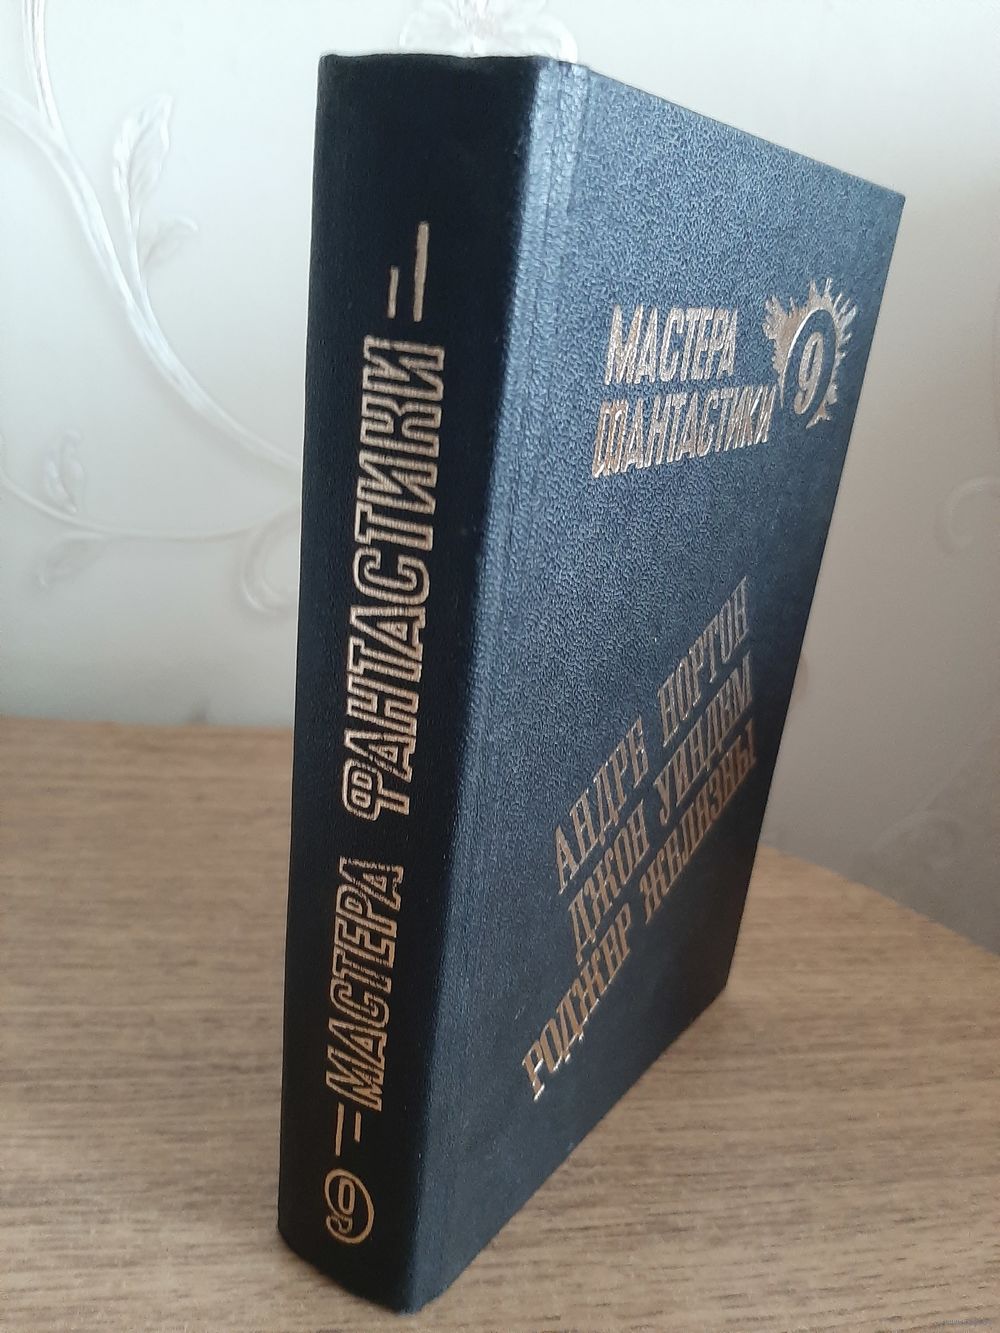 МАСТЕРА
ФАНТАСТИКИ
9
АНДРЕ НОРТОН
ДЖОН УИНДЕМ
РОДЖЕР ЖЕЛЯЗНЫ
9 МАСТЕРА ФАНТАСТИКИ